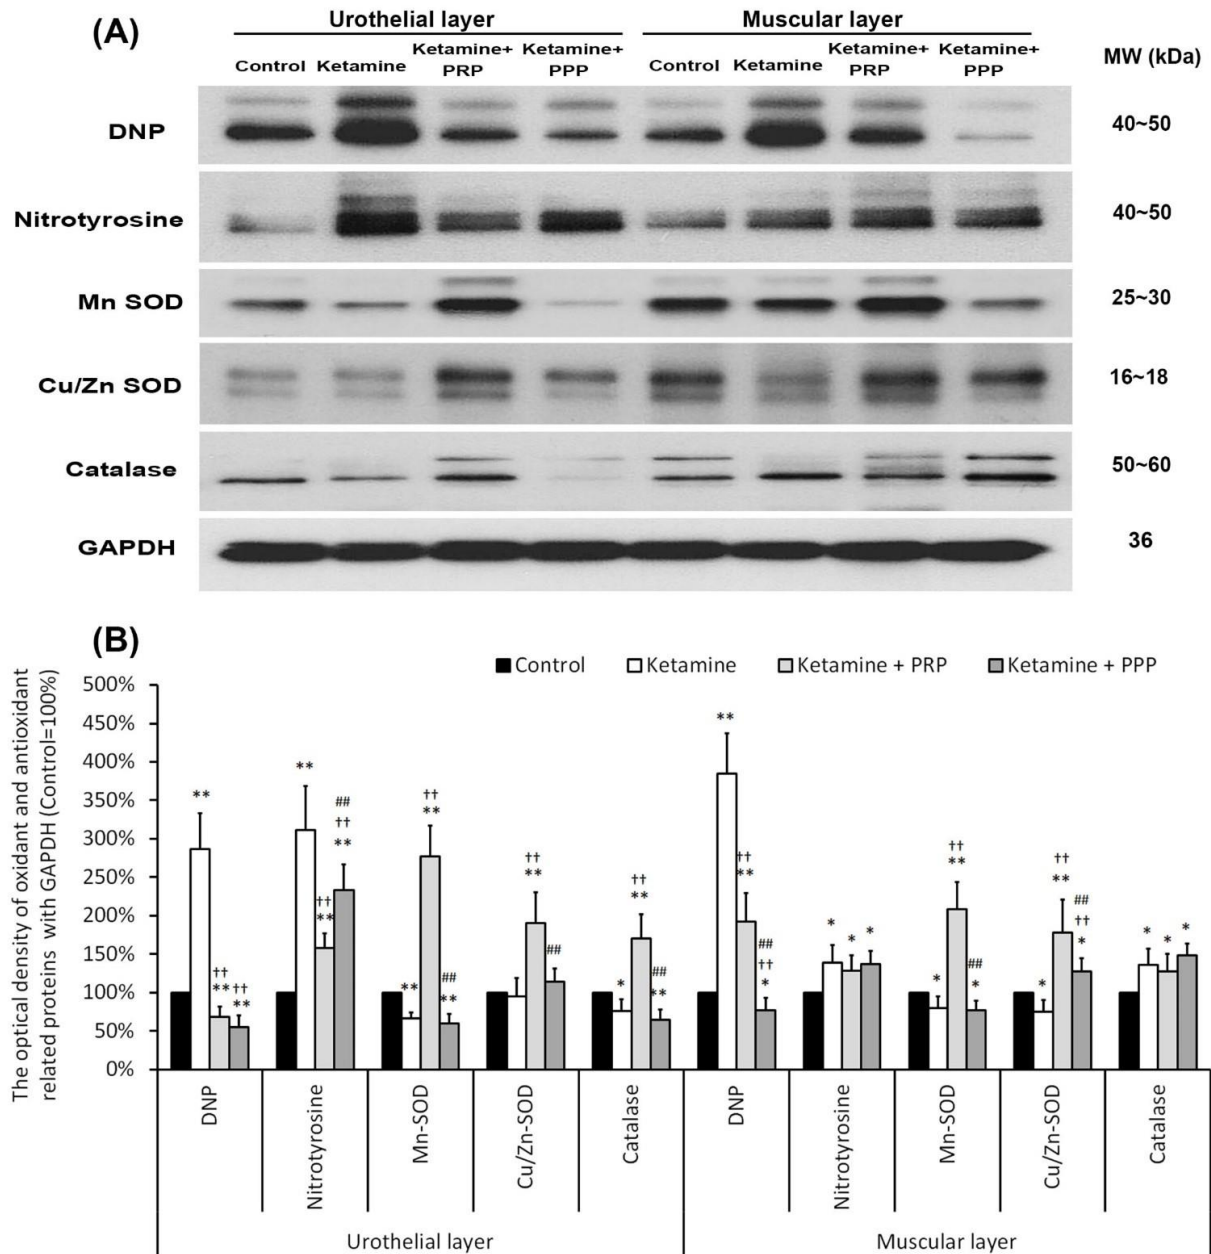 (A)
Urothelial layer Muscular layer
Control Ketamine Ketamine+ PRP Ketamine+ PPP Control Ketamine Ketamine+ PRP Ketamine+ PPP MW (kDa)
DNP 40~50
Nitrotyrosine 40~50
Mn SOD 25~30
Cu/Zn SOD 16~18
Catalase 50~60
GAPDH 36
(B)
Control Ketamine Ketamine + PRP Ketamine + PPP
The optical density of oxidant and antioxidant
related proteins with GAPDH (Control=100%)
500%
450%
400%
350%
300%
250%
200%
150%
100%
50%
0%
** †† ** †† **
** †† ** ## †† **
** †† ** ## **
†† ** ##
* †† ** ## **
** †† ** ## †† *
* * *
* †† ** ## *
* †† ** ## †† *
* * *
DNP Nitrotyrosine Mn-SOD Cu/Zn-SOD Catalase DNP Nitrotyrosine Mn-SOD Cu/Zn-SOD Catalase
Urothelial layer Muscular layer